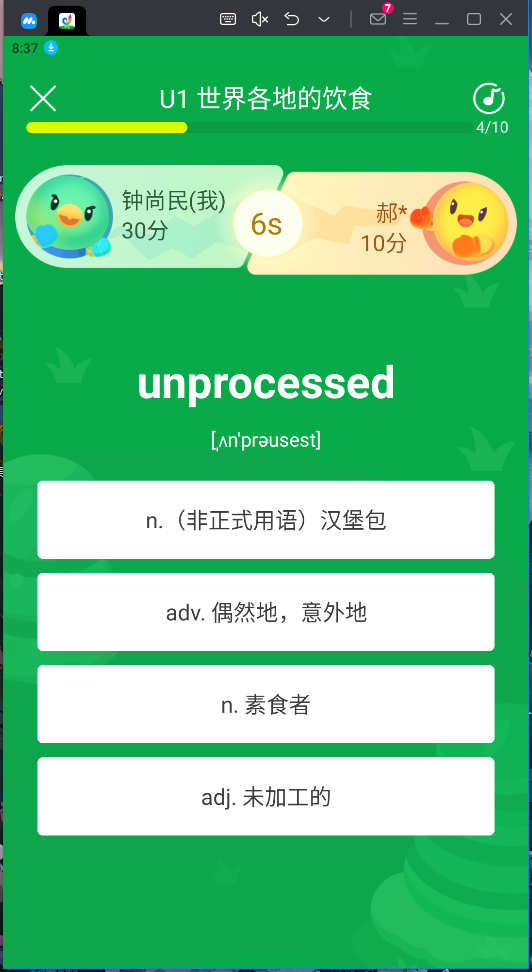 7
8:37
U1 世界各地的饮食
4/10
钟尚民(我)
30分
6s
郝*
10分
unprocessed
[ˌʌn'prəusest]
n.（非正式用语）汉堡包
adv. 偶然地，意外地
n. 素食者
adj. 未加工的